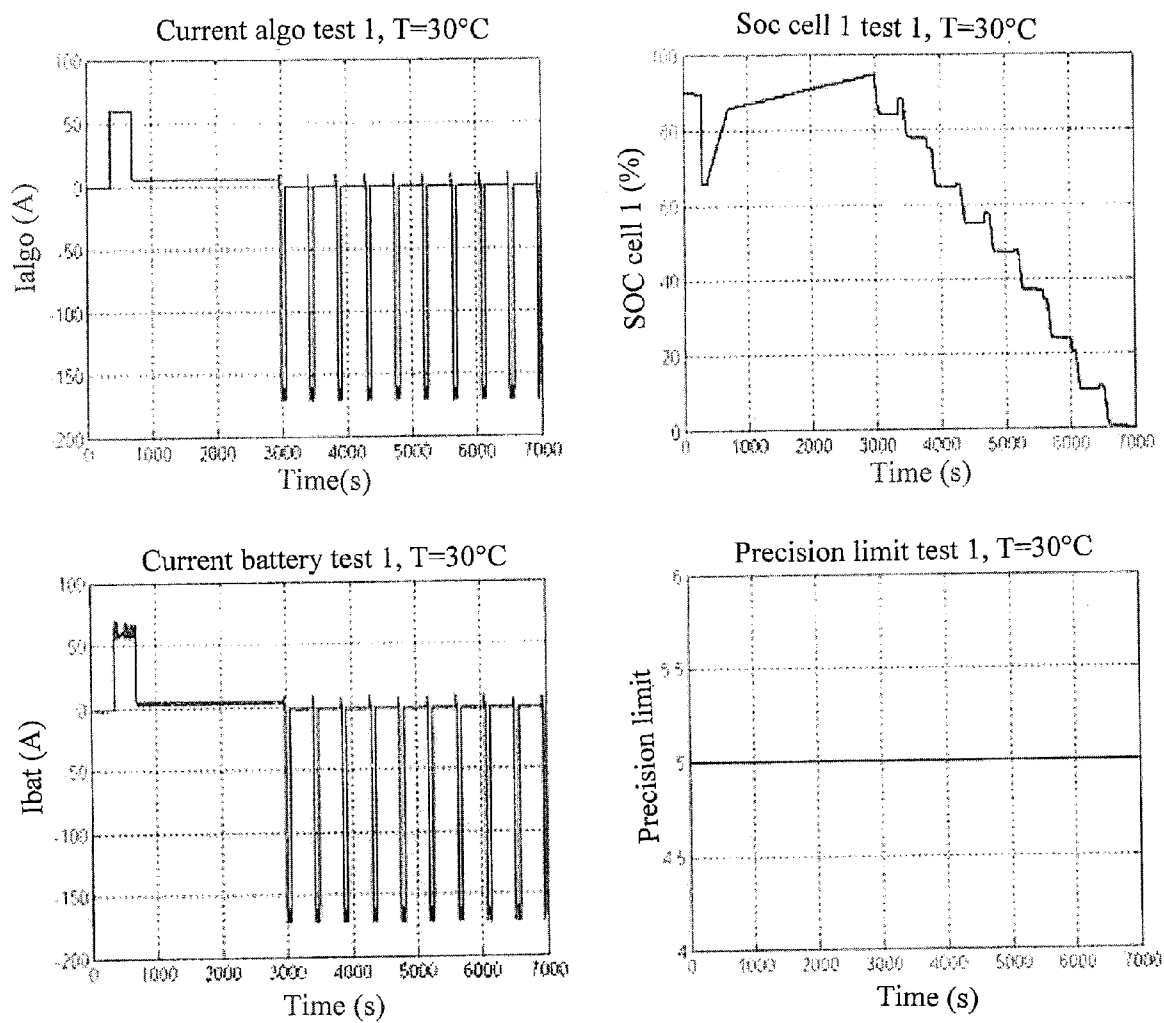 Current algo test 1, T=30°C
100
50
0
-50
-100
-150
-200
Ialgo (A)
0 1000 2000 3000 4000 5000 6000 7000
Time(s)
Soc cell 1 test 1, T=30°C
100
80
60
40
20
0
SOC cell 1 (%)
0 1000 2000 3000 4000 5000 6000 7000
Time (s)
Current battery test 1, T=30°C
100
50
0
-50
-100
-150
-200
Ibat (A)
0 1000 2000 3000 4000 5000 6000 7000
Time (s)
Precision limit test 1, T=30°C
6
5.5
5
4.5
4
Precision limit
0 1000 2000 3000 4000 5000 6000 7000
Time (s)